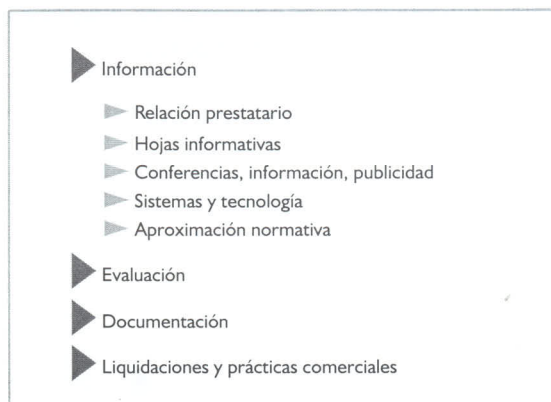 Información
Relación prestatario
Hojas informativas
Conferencias, información, publicidad
Sistemas y tecnología
Aproximación normativa
Evaluación
Documentación
Liquidaciones y prácticas comerciales